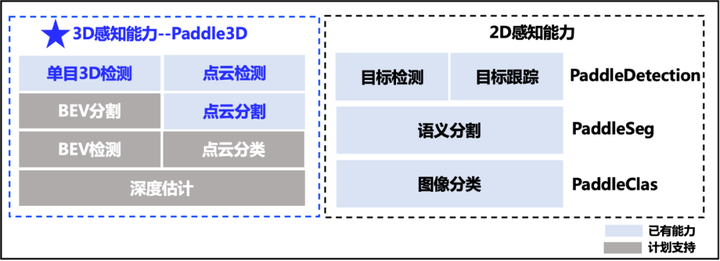 3D感知能力--Paddle3D
单目3D检测 点云检测
BEV分割 点云分割
BEV检测 点云分类
深度估计
2D感知能力
目标检测 目标跟踪 PaddleDetection
语义分割 PaddleSeg
图像分类 PaddleClas
已有能力
计划支持